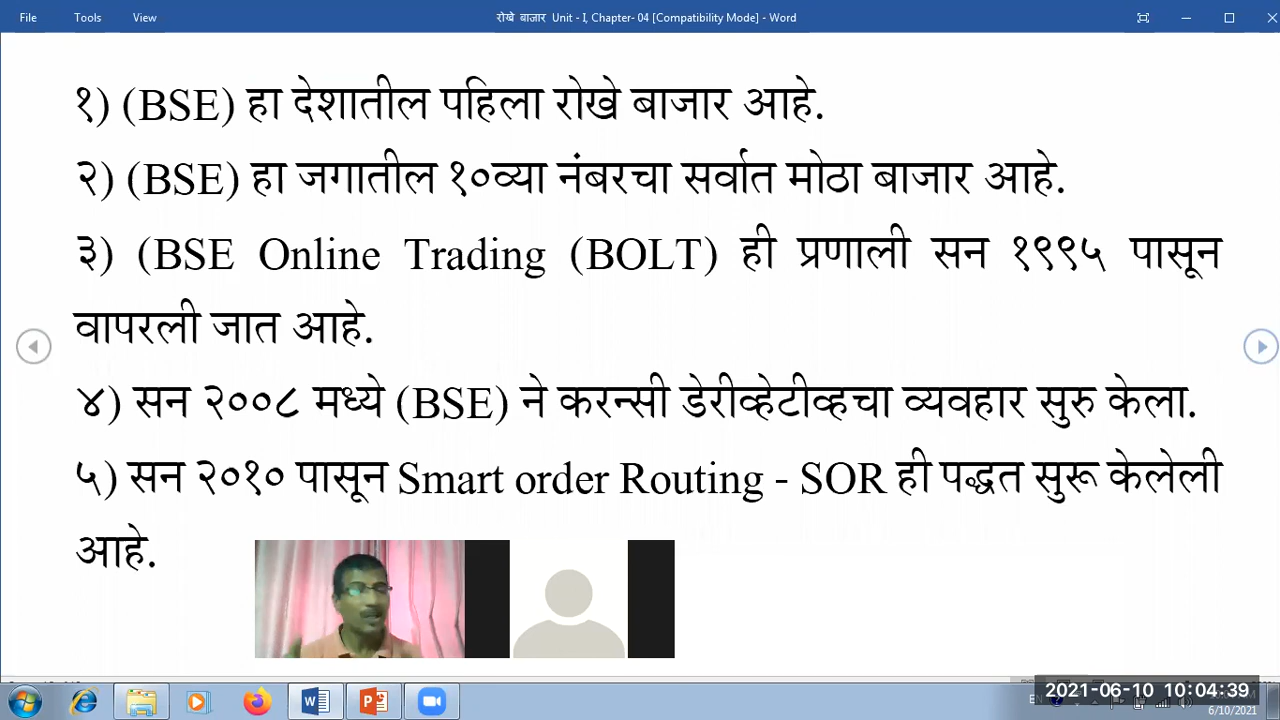 File Tools View रोखे बाजार Unit - I, Chapter- 04 [Compatibility Mode] - Word
१) (BSE) हा देशातील पहिला रोखे बाजार आहे.
२) (BSE) हा जगातील १०व्या नंबरचा सर्वात मोठा बाजार आहे.
३) (BSE Online Trading (BOLT) ही प्रणाली सन १९९५ पासून
वापरली जात आहे.
४) सन २००८ मध्ये (BSE) ने करन्सी डेरीव्हेटीव्हचा व्यवहार सुरु केला.
५) सन २०१० पासून Smart order Routing - SOR ही पद्धत सुरू केलेली
आहे.
2021-06-10 10:04:39
6/10/2021